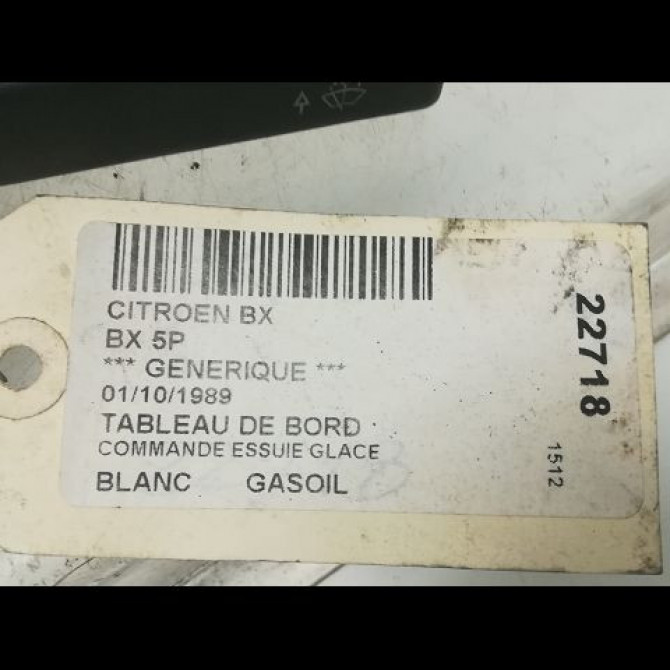 CITROEN BX
BX 5P
*** GENERIQUE ***
01/10/1989
TABLEAU DE BORD
COMMANDE ESSUIE GLACE
BLANC GASOIL
22718
1512